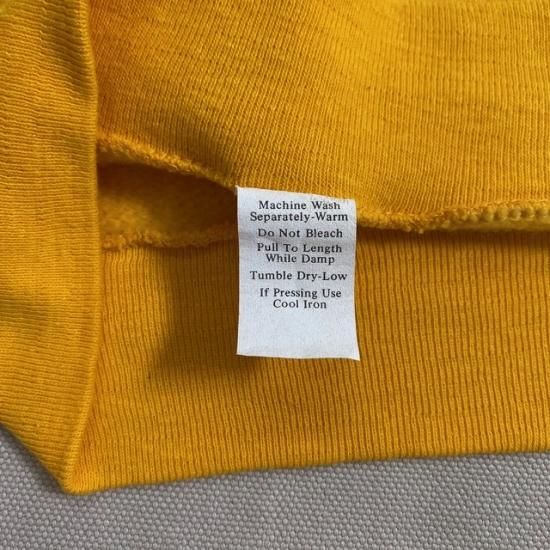 Machine Wash
Separately-Warm
Do Not Bleach
Pull To Length
While Damp
Tumble Dry-Low
If Pressing Use
Cool Iron